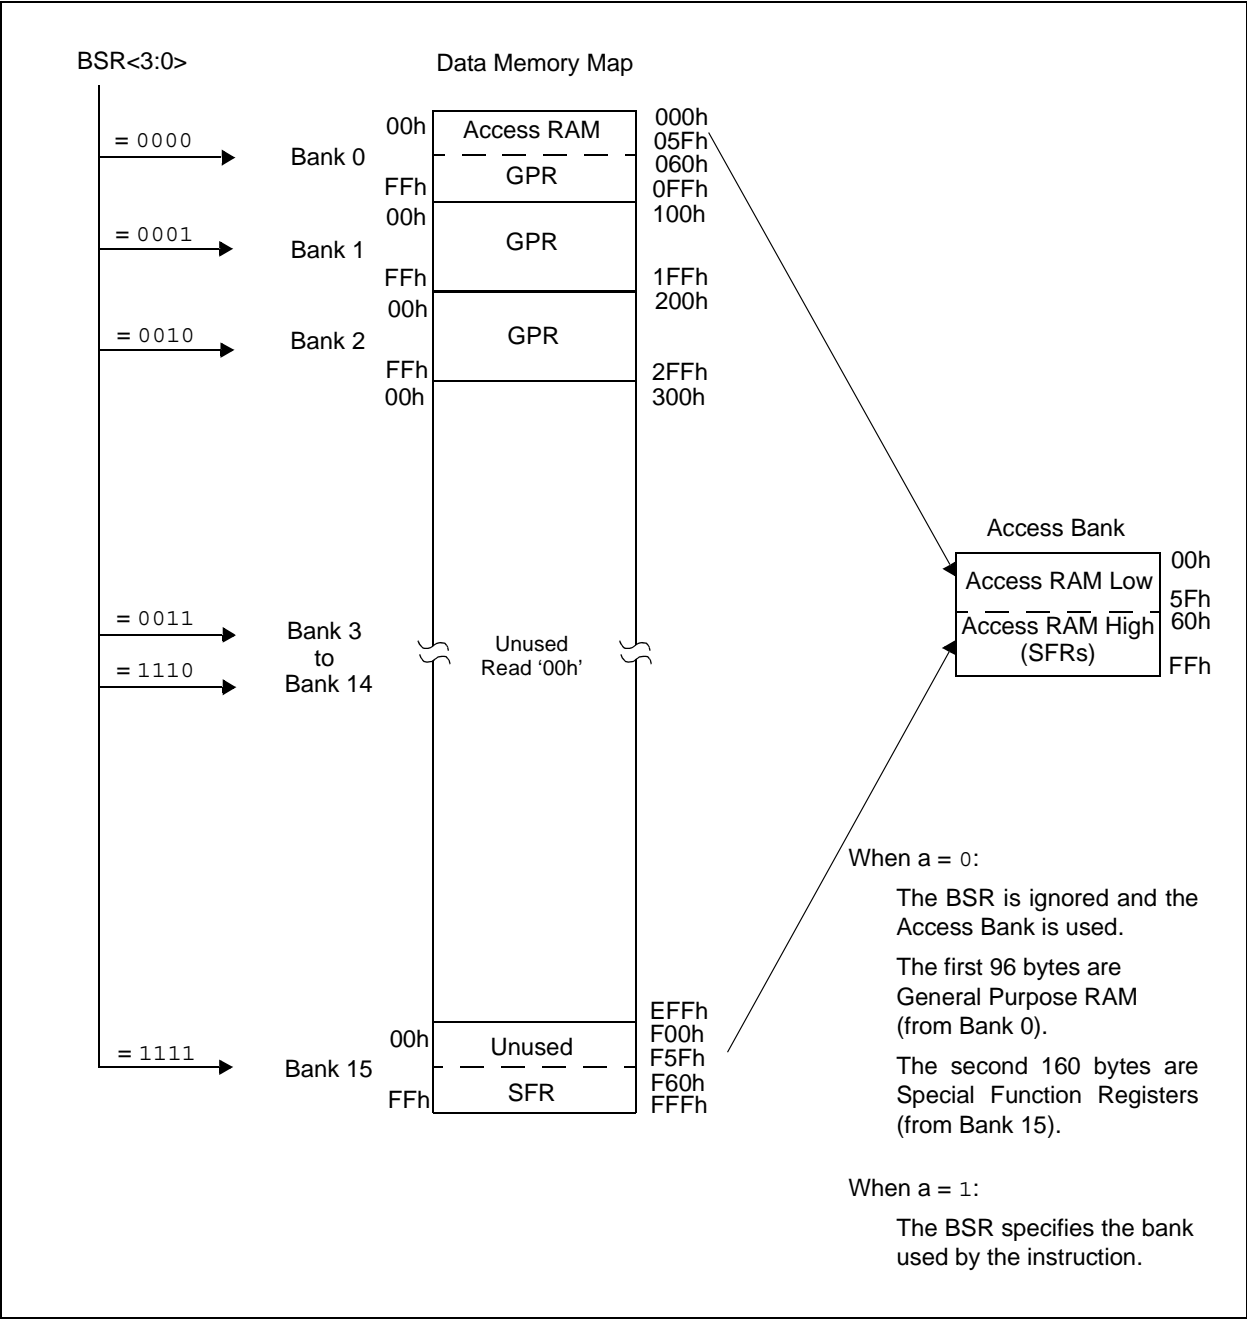 BSR<3:0>
Data Memory Map
= 0000
Bank 0
00h
Access RAM
000h
05Fh
060h
FFh
GPR
0FFh
= 0001
Bank 1
00h
GPR
100h
FFh
1FFh
= 0010
Bank 2
00h
GPR
200h
FFh
2FFh
00h
300h
Access Bank
Access RAM Low
00h
5Fh
Access RAM High
(SFRs)
60h
FFh
= 0011
= 1110
Bank 3
to
Bank 14
Unused
Read ‘00h’
EFFh
= 1111
Bank 15
00h
Unused
F00h
F5Fh
FFh
SFR
F60h
FFFh
When a = 0:
The BSR is ignored and the
Access Bank is used.
The first 96 bytes are
General Purpose RAM
(from Bank 0).
The second 160 bytes are
Special Function Registers
(from Bank 15).
When a = 1:
The BSR specifies the bank
used by the instruction.